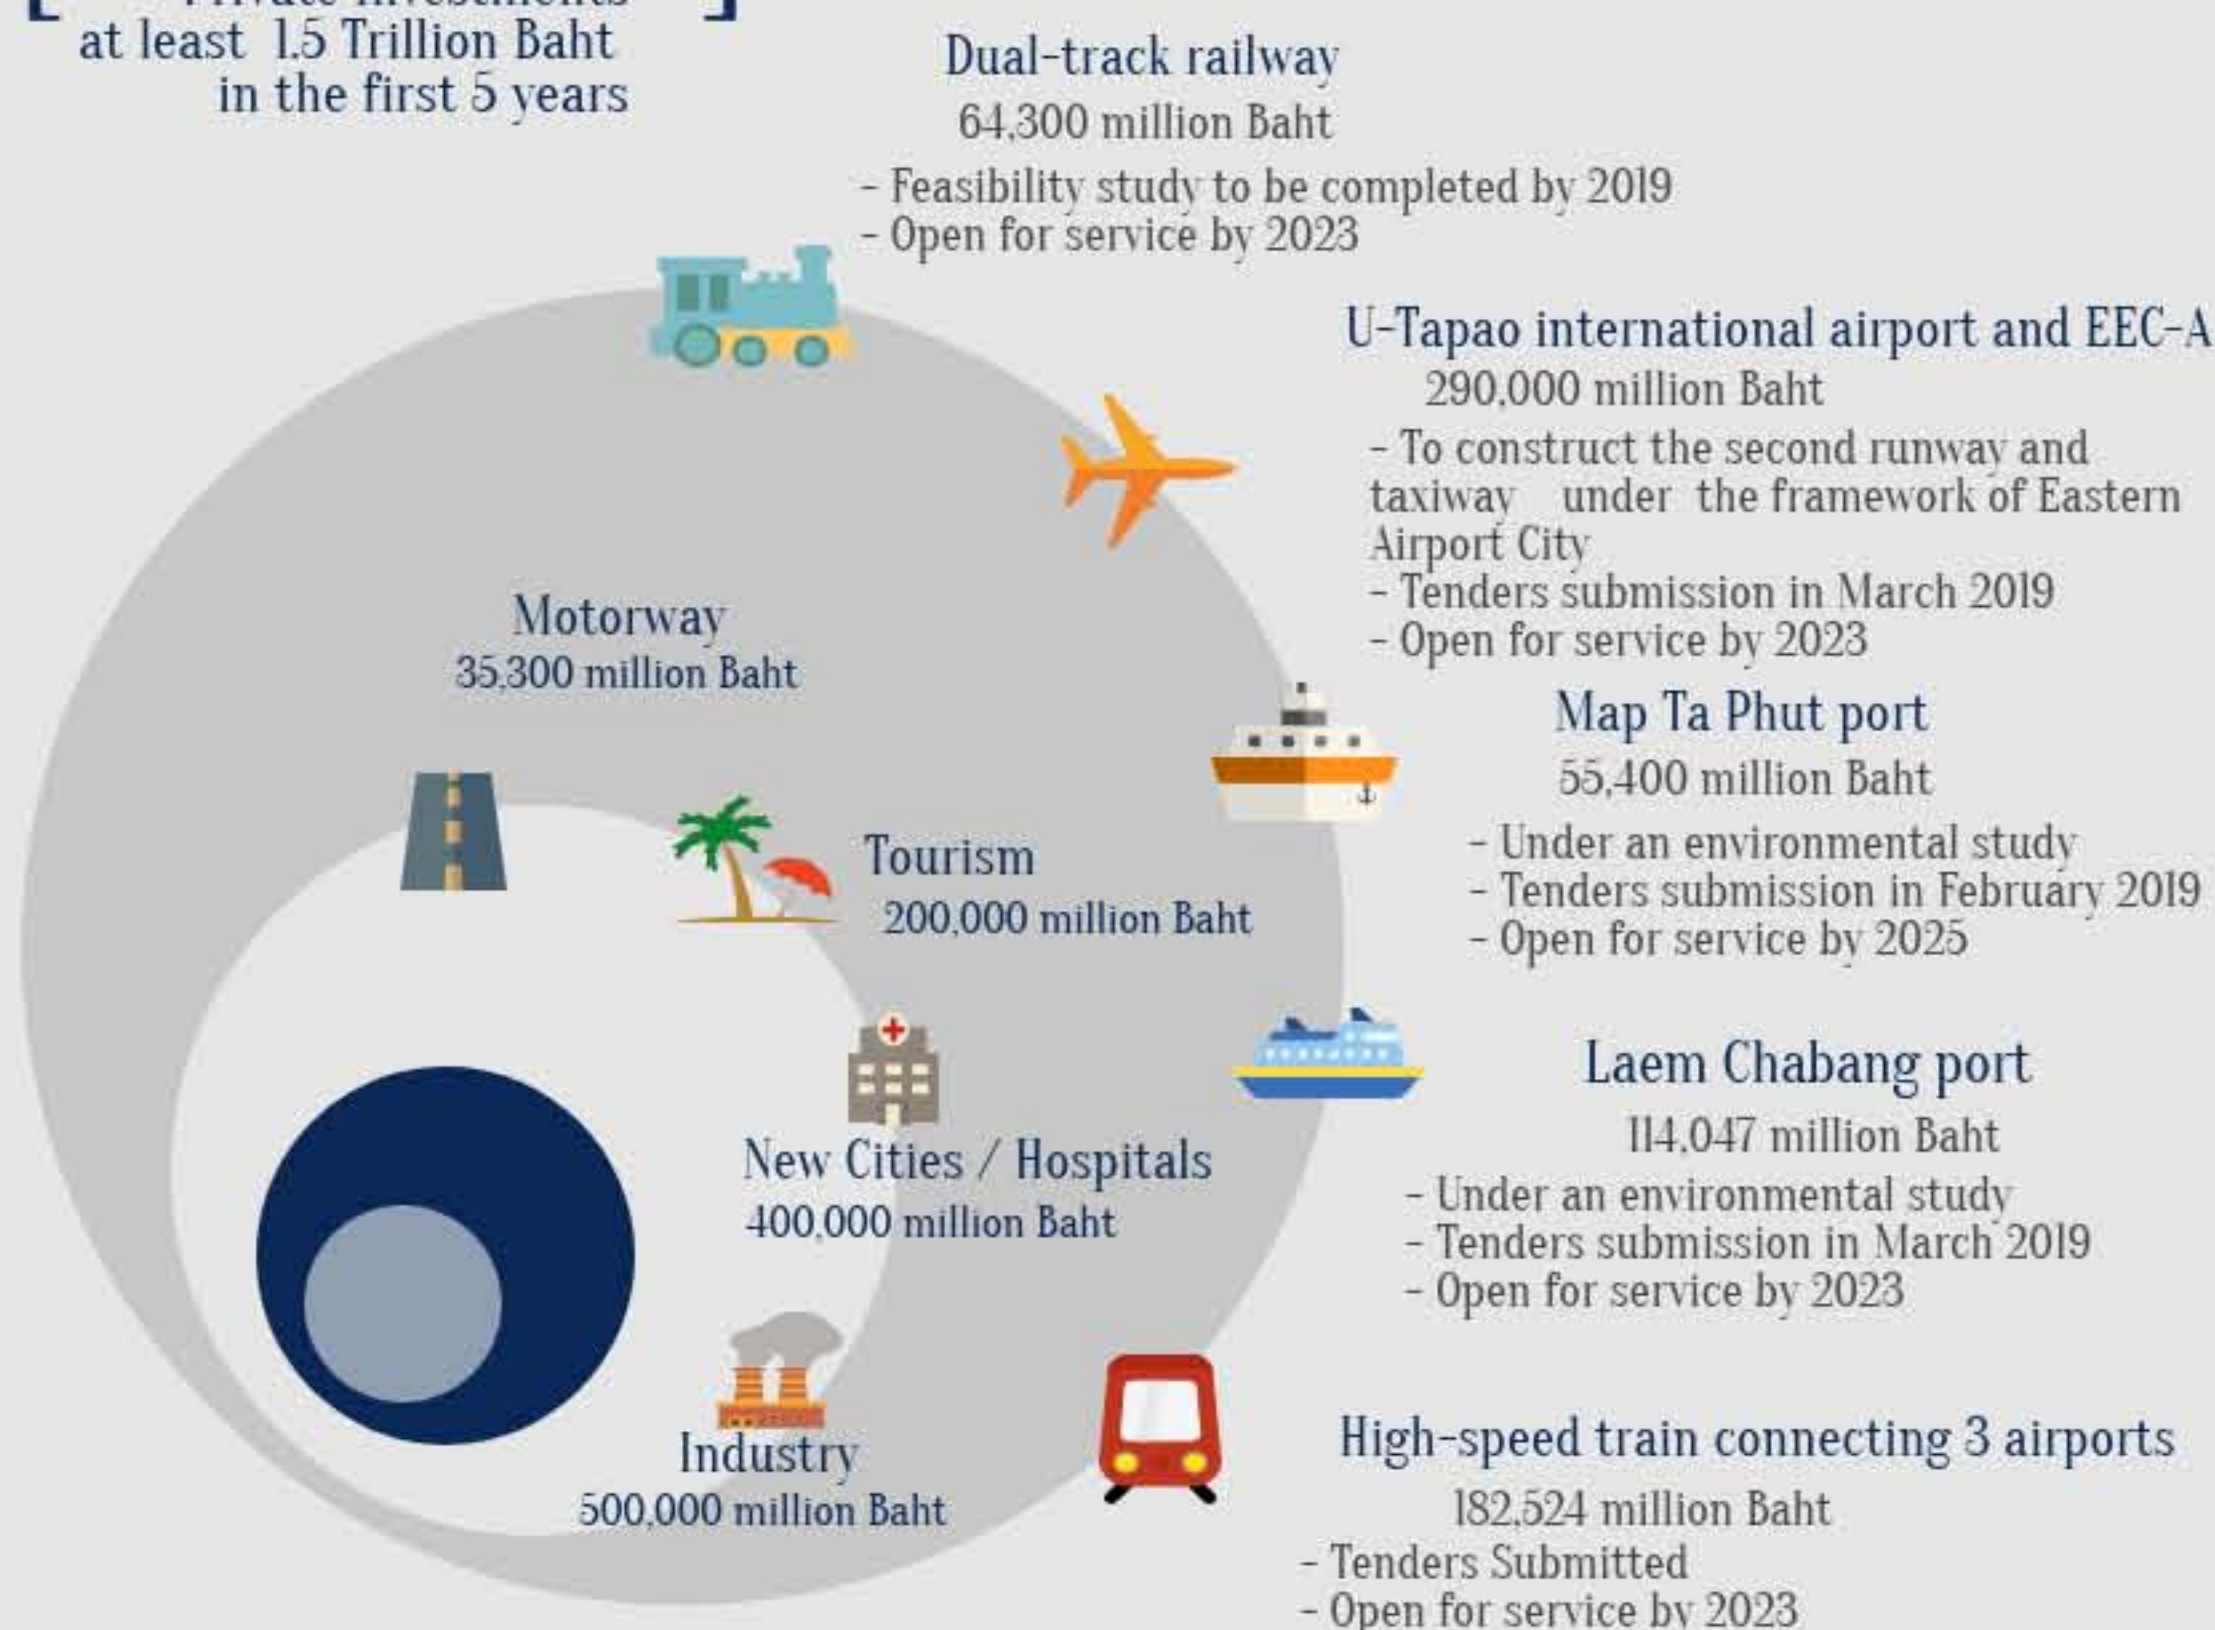 Private Investments
at least 1.5 Trillion Baht
in the first 5 years
Dual-track railway
64,300 million Baht
- Feasibility study to be completed by 2019
- Open for service by 2023
U-Tapao international airport and EEC-A
290,000 million Baht
- To construct the second runway and
taxiway under the framework of Eastern
Airport City
- Tenders submission in March 2019
- Open for service by 2023
Motorway
35,300 million Baht
Map Ta Phut port
55,400 million Baht
- Under an environmental study
- Tenders submission in February 2019
- Open for service by 2025
Tourism
200,000 million Baht
Laem Chabang port
114,047 million Baht
- Under an environmental study
- Tenders submission in March 2019
- Open for service by 2023
New Cities / Hospitals
400,000 million Baht
Industry
500,000 million Baht
High-speed train connecting 3 airports
182,524 million Baht
- Tenders Submitted
- Open for service by 2023